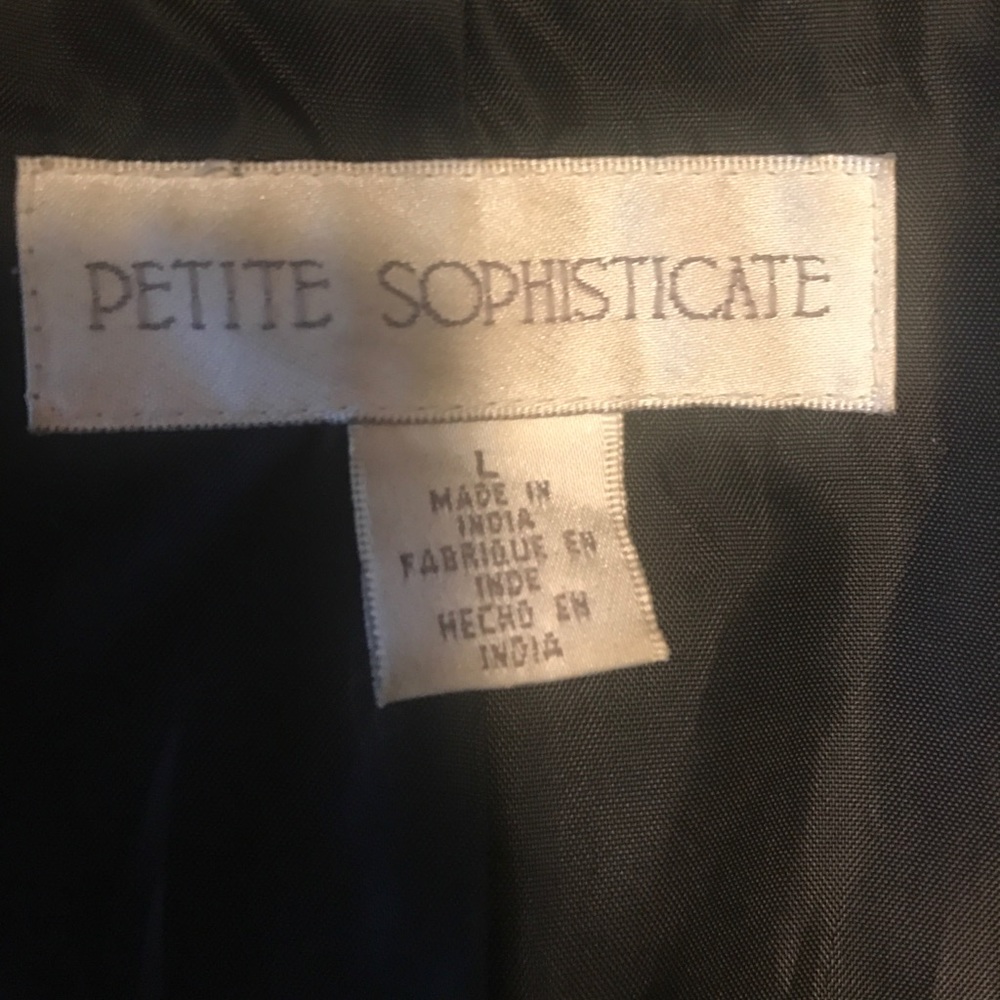 PETITE SOPHISTICATE
L
MADE IN
INDIA
FABRIQUE EN
INDE
HECHO EN
INDIA